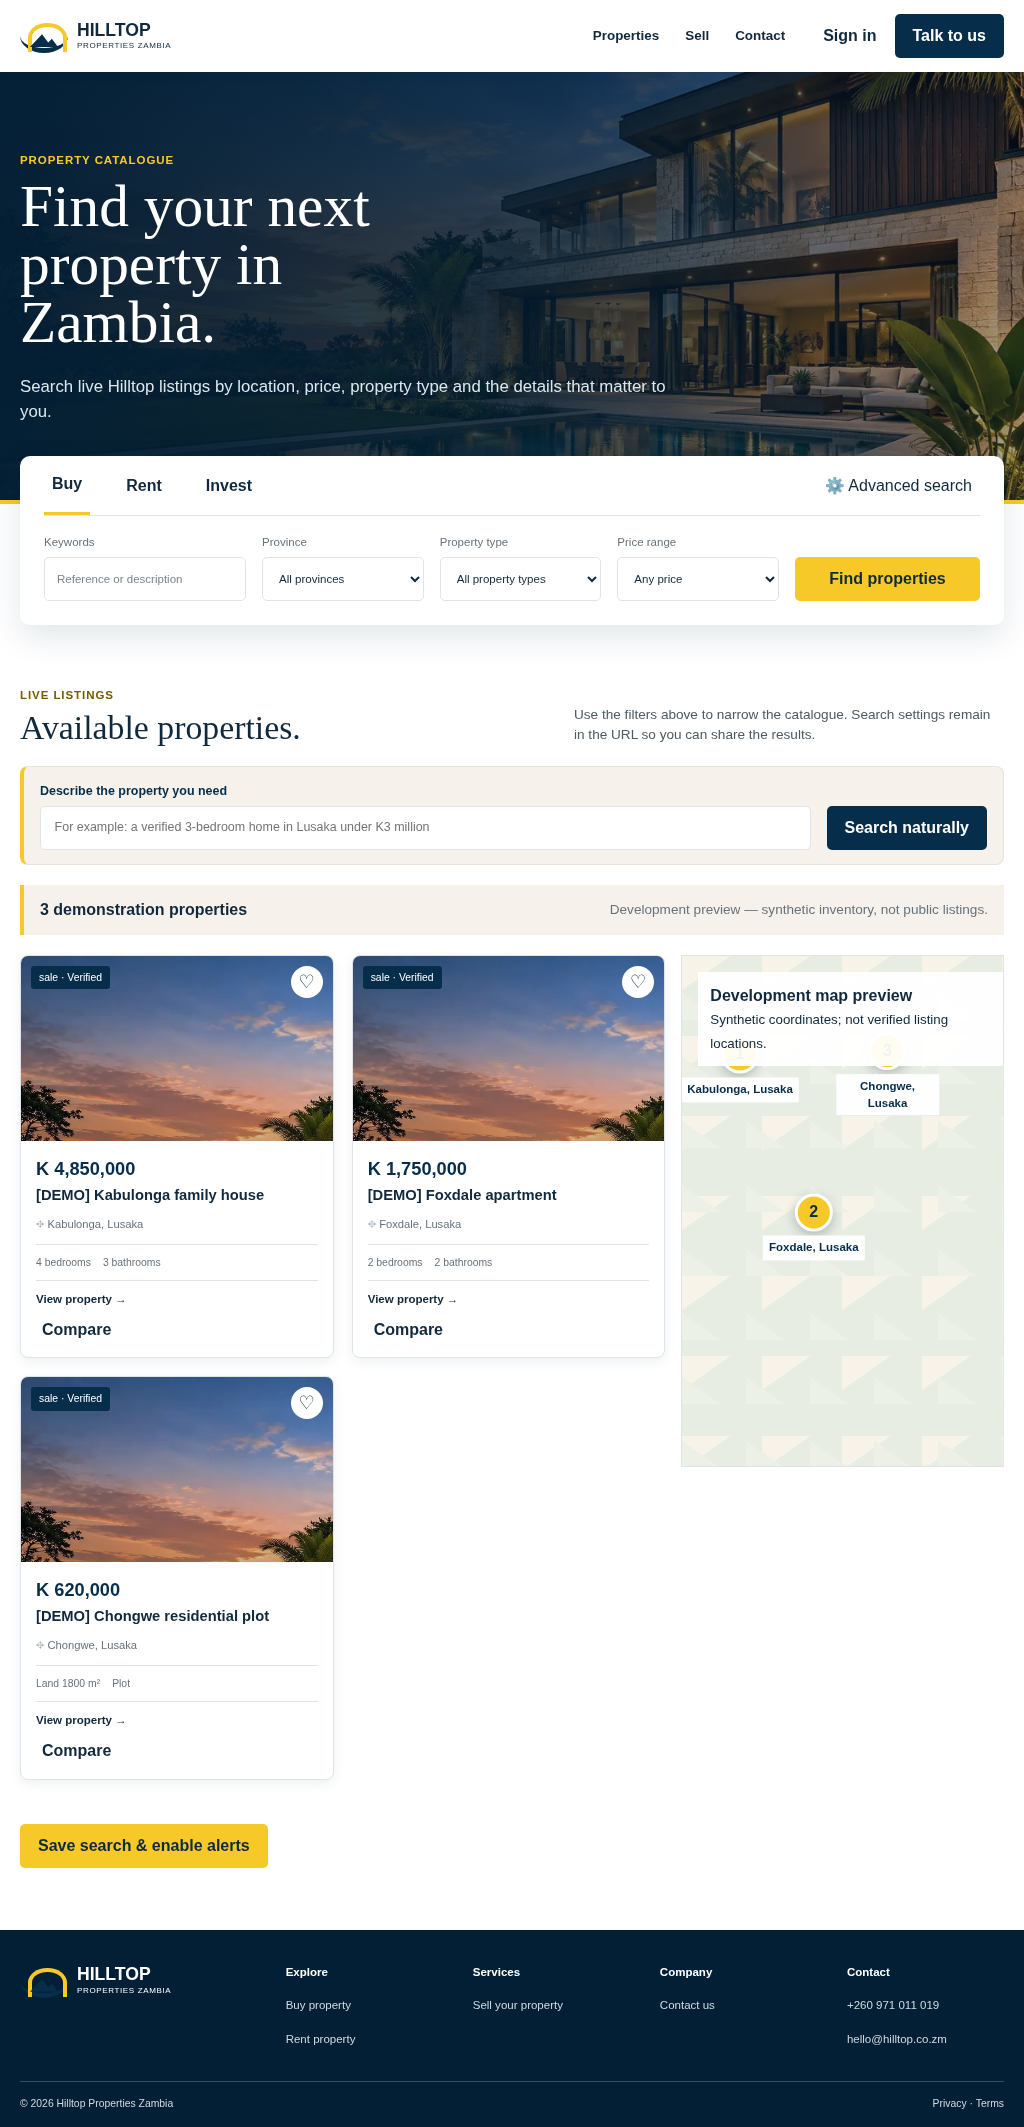 HILLTOP
PROPERTIES ZAMBIA
Properties
Sell
Contact
Sign in
Talk to us
PROPERTY CATALOGUE
Find your next
property in
Zambia.
Search live Hilltop listings by location, price, property type and the details that matter to
you.
Buy
Rent
Invest
Advanced search
Keywords
Province
Property type
Price range
Reference or description
All provinces
All property types
Any price
Find properties
LIVE LISTINGS
Available properties.
Use the filters above to narrow the catalogue. Search settings remain
in the URL so you can share the results.
Describe the property you need
For example: a verified 3-bedroom home in Lusaka under K3 million
Search naturally
3 demonstration properties
Development preview — synthetic inventory, not public listings.
sale · Verified
K 4,850,000
[DEMO] Kabulonga family house
Kabulonga, Lusaka
4 bedrooms
3 bathrooms
View property →
Compare
sale · Verified
K 1,750,000
[DEMO] Foxdale apartment
Foxdale, Lusaka
2 bedrooms
2 bathrooms
View property →
Compare
Development map preview
Synthetic coordinates; not verified listing
locations.
3
Kabulonga, Lusaka
Chongwe,
Lusaka
2
Foxdale, Lusaka
sale · Verified
K 620,000
[DEMO] Chongwe residential plot
Chongwe, Lusaka
Land 1800 m²
Plot
View property →
Compare
Save search & enable alerts
HILLTOP
PROPERTIES ZAMBIA
Explore
Buy property
Rent property
Services
Sell your property
Company
Contact us
Contact
+260 971 011 019
hello@hilltop.co.zm
© 2026 Hilltop Properties Zambia
Privacy · Terms